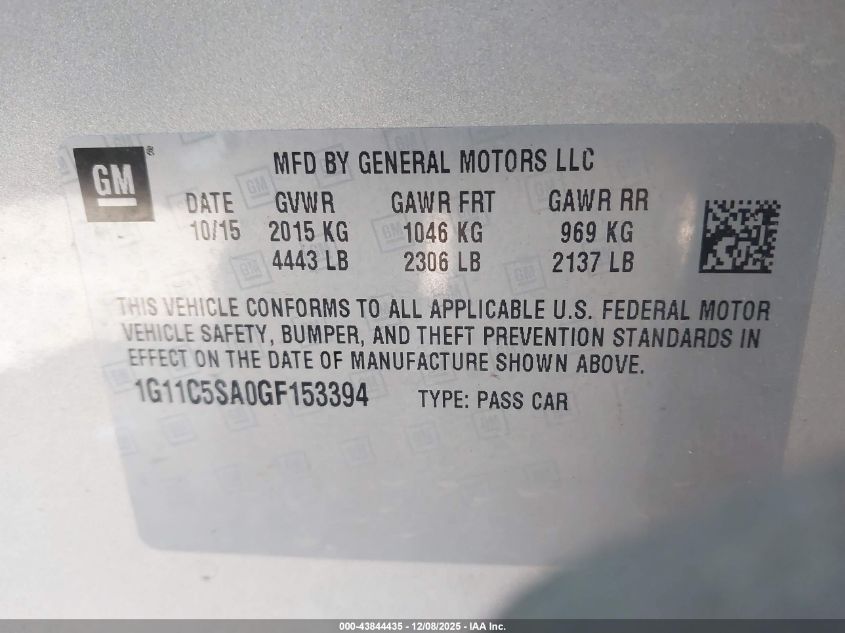 GM
MFD BY GENERAL MOTORS LLC
DATE GVWR GAWR FRT GAWR RR
10/15 2015 KG 1046 KG 969 KG
4443 LB 2306 LB 2137 LB
THIS VEHICLE CONFORMS TO ALL APPLICABLE U.S. FEDERAL MOTOR
VEHICLE SAFETY, BUMPER, AND THEFT PREVENTION STANDARDS IN
EFFECT ON THE DATE OF MANUFACTURE SHOWN ABOVE.
1G11C5SA0GF153394 TYPE: PASS CAR
000-43844435 - 12/08/2025 - IAA Inc.